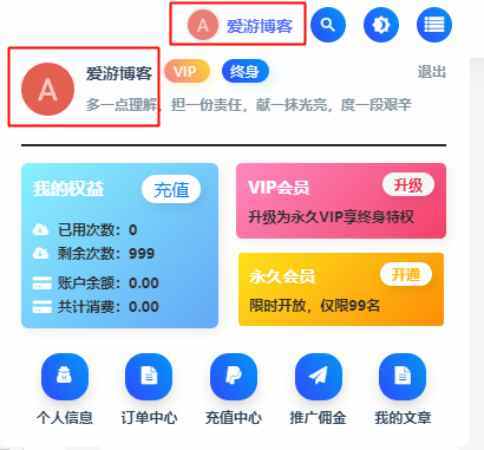 A 爱游博客
A 爱游博客 VIP 终身 退出
多一点理解，担一份责任，献一抹光亮，度一段艰辛
我的权益 充值
已用次数：0
剩余次数：999
账户余额：0.00
共计消费：0.00
VIP会员 升级
升级为永久VIP享终身特权
永久会员 开通
限时开放，仅限99名
个人信息 订单中心 充值中心 推广佣金 我的文章